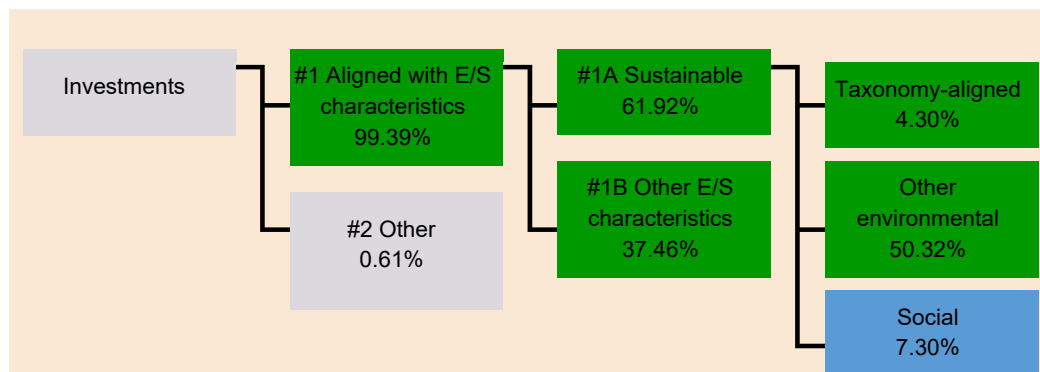 Investments
#1 Aligned with E/S
characteristics
99.39%
#2 Other
0.61%
#1A Sustainable
61.92%
#1B Other E/S
characteristics
37.46%
Taxonomy-aligned
4.30%
Other
environmental
50.32%
Social
7.30%